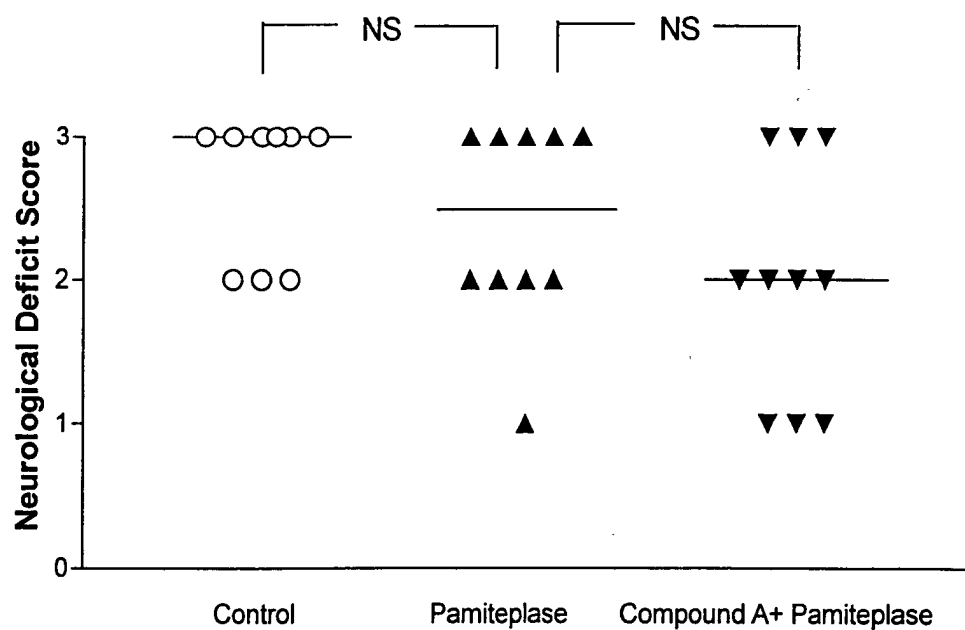 NS NS
Neurological Deficit Score
3
2
1
0
Control Pamiteplase Compound A+ Pamiteplase